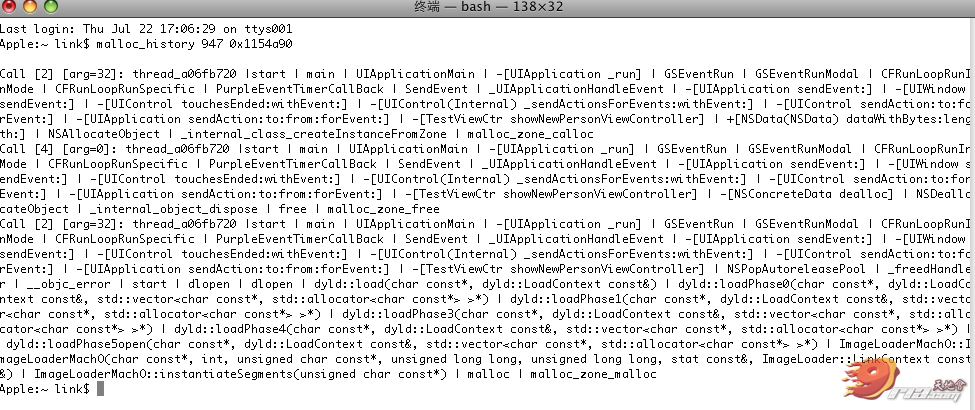 终端 — bash — 138×32
Last login: Thu Jul 22 17:06:29 on ttys001
Apple:~ link$ malloc_history 947 0x1154a90
Call [2] [arg=32]: thread_a06fb720 |start | main | UIApplicationMain | -[UIApplication _run] | GSEventRun | GSEventRunModal | CFRunLoopRunI
nMode | CFRunLoopRunSpecific | PurpleEventTimerCallBack | SendEvent | _UIApplicationHandleEvent | -[UIApplication sendEvent:] | -[UIWindow
sendEvent:] | -[UIControl touchesEnded:withEvent:] | -[UIControl(Internal) _sendActionsForEvents:withEvent:] | -[UIControl sendAction:to:fo
rEvent:] | -[UIApplication sendAction:to:from:forEvent:] | -[TestViewCtr showNewPersonViewController] | +[NSData(NSData) dataWithBytes:leng
th:] | NSAllocateObject | _internal_class_createInstanceFromZone | malloc_zone_calloc
Call [4] [arg=0]: thread_a06fb720 |start | main | UIApplicationMain | -[UIApplication _run] | GSEventRun | GSEventRunModal | CFRunLoopRunIn
Mode | CFRunLoopRunSpecific | PurpleEventTimerCallBack | SendEvent | _UIApplicationHandleEvent | -[UIApplication sendEvent:] | -[UIWindow s
endEvent:] | -[UIControl touchesEnded:withEvent:] | -[UIControl(Internal) _sendActionsForEvents:withEvent:] | -[UIControl sendAction:to:for
Event:] | -[UIApplication sendAction:to:from:forEvent:] | -[TestViewCtr showNewPersonViewController] | -[NSConcreteData dealloc] | NSDeallo
cateObject | _internal_object_dispose | free | malloc_zone_free
Call [2] [arg=32]: thread_a06fb720 |start | main | UIApplicationMain | -[UIApplication _run] | GSEventRun | GSEventRunModal | CFRunLoopRunI
nMode | CFRunLoopRunSpecific | PurpleEventTimerCallBack | SendEvent | _UIApplicationHandleEvent | -[UIApplication sendEvent:] | -[UIWindow
sendEvent:] | -[UIControl touchesEnded:withEvent:] | -[UIControl(Internal) _sendActionsForEvents:withEvent:] | -[UIControl sendAction:to:fo
rEvent:] | -[UIApplication sendAction:to:from:forEvent:] | -[TestViewCtr showNewPersonViewController] | NSPopAutoreleasePool | _freedHandle
r | __objc_error | start | dlopen | dlopen | dyld::load(char const*, dyld::LoadContext const&) | dyld::loadPhase0(char const*, dyld::LoadCo
ntext const&, std::vector<char const*, std::allocator<char const*> >*) | dyld::loadPhase1(char const*, dyld::LoadContext const&, std::vecto
r<char const*, std::allocator<char const*> >*) | dyld::loadPhase3(char const*, dyld::LoadContext const&, std::vector<char const*, std::allo
cator<char const*> >*) | dyld::loadPhase4(char const*, dyld::LoadContext const&, std::vector<char const*, std::allocator<char const*> >*) |
dyld::loadPhase5open(char const*, dyld::LoadContext const&, std::vector<char const*, std::allocator<char const*> >*) | ImageLoaderMachO::I
mageLoaderMachO(char const*, int, unsigned char const*, unsigned long long, unsigned long long, stat const&, ImageLoader::LinkContext const
&) | ImageLoaderMachO::instantiateSegments(unsigned char const*) | malloc | malloc_zone_malloc
Apple:~ link$
9ria.com
天地会